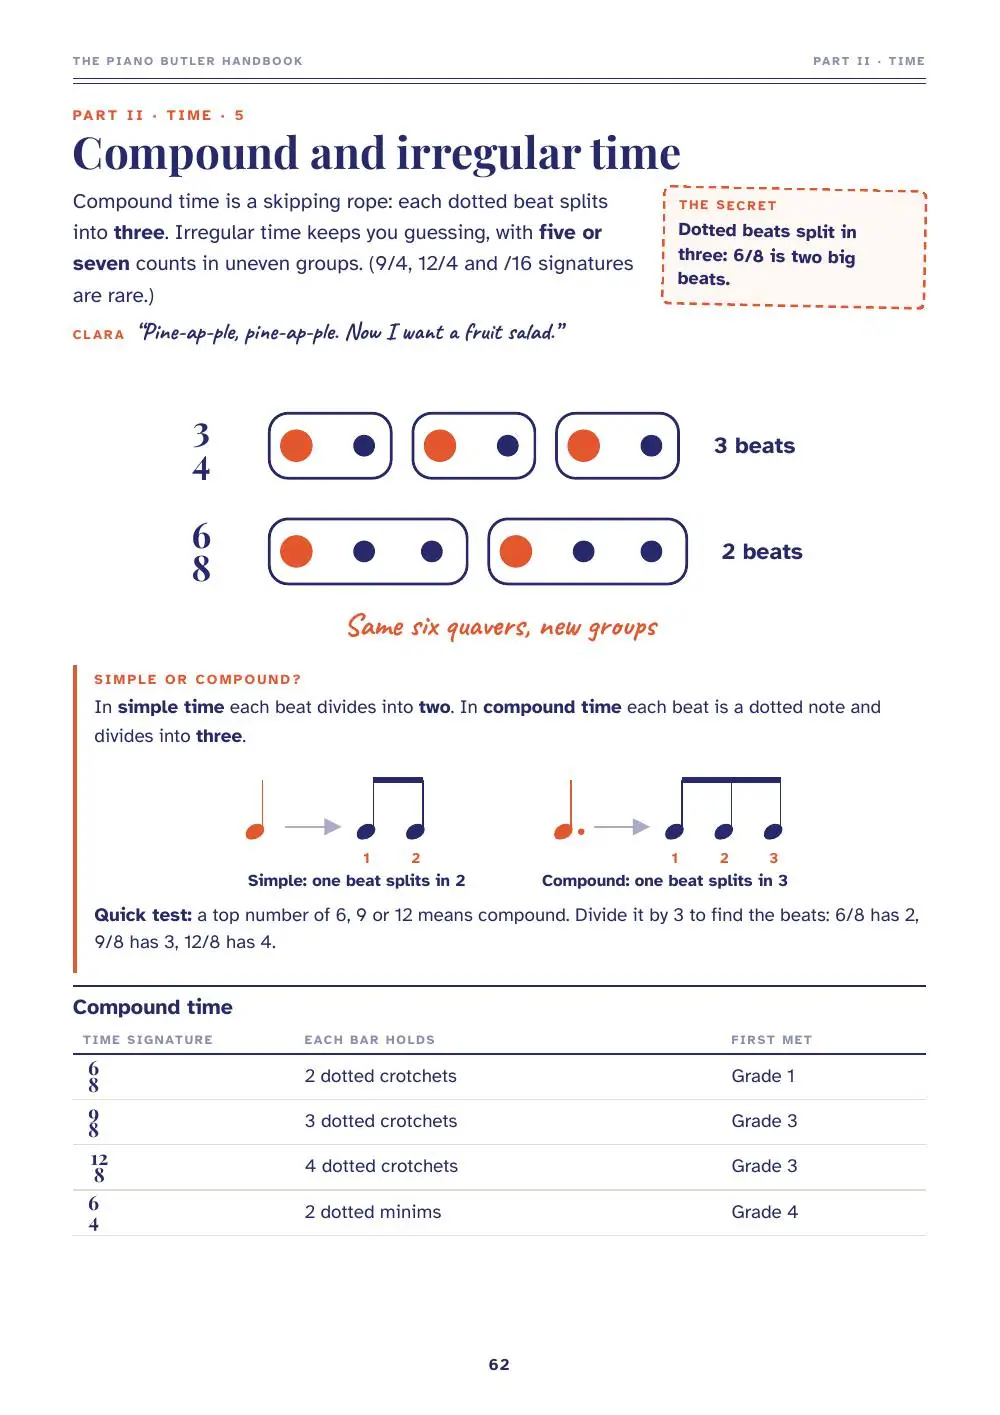 THE PIANO BUTLER HANDBOOK
PART II · TIME
PART II · TIME · 5
Compound and irregular time
Compound time is a skipping rope: each dotted beat splits
into three. Irregular time keeps you guessing, with five or
seven counts in uneven groups. (9/4, 12/4 and /16 signatures
are rare.)
THE SECRET
Dotted beats split in
three: 6/8 is two big
beats.
CLARA “Pine-ap-ple, pine-ap-ple. Now I want a fruit salad.”
3
4
3 beats
6
8
2 beats
Same six quavers, new groups
SIMPLE OR COMPOUND?
In simple time each beat divides into two. In compound time each beat is a dotted note and
divides into three.
1 2
1 2 3
Simple: one beat splits in 2
Compound: one beat splits in 3
Quick test: a top number of 6, 9 or 12 means compound. Divide it by 3 to find the beats: 6/8 has 2,
9/8 has 3, 12/8 has 4.
Compound time
TIME SIGNATURE EACH BAR HOLDS FIRST MET
6
8
2 dotted crotchets Grade 1
9
8
3 dotted crotchets Grade 3
12
8
4 dotted crotchets Grade 3
6
4
2 dotted minims Grade 4
62